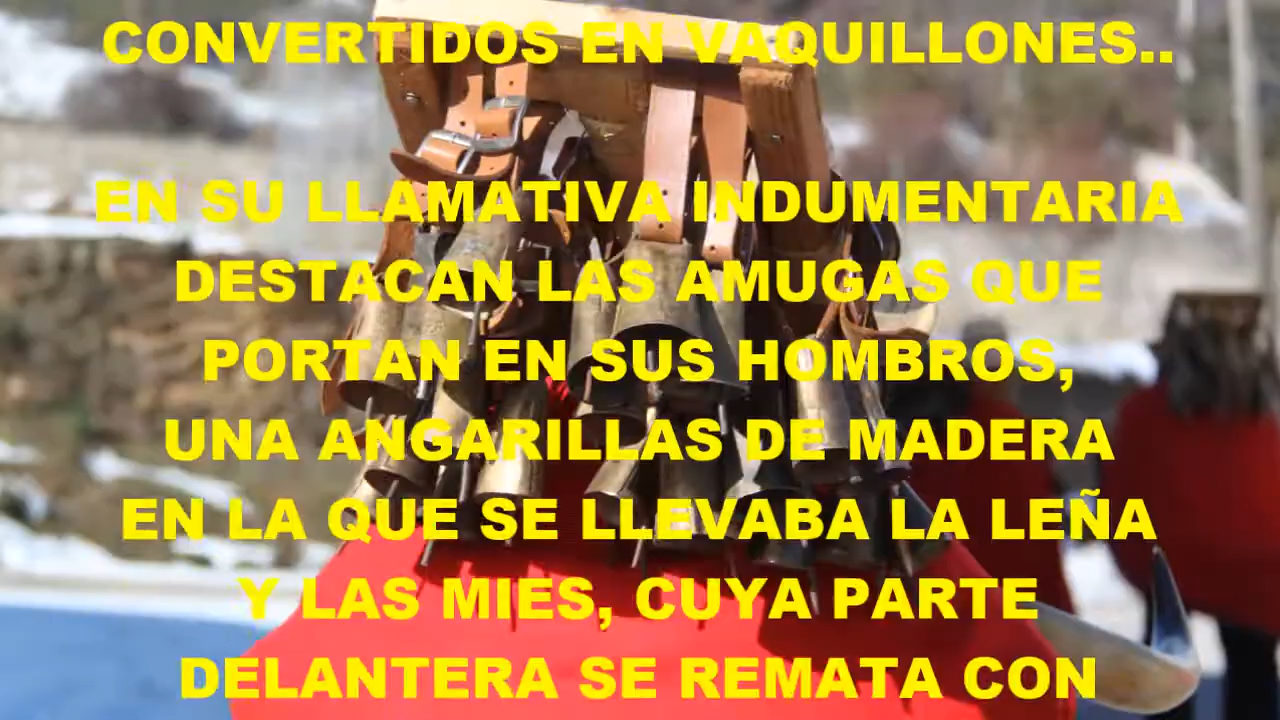 CONVERTIDOS EN VAQUILLONES..
EN SU LLAMATIVA INDUMENTARIA
DESTACAN LAS AMUGAS QUE
PORTAN EN SUS HOMBROS,
UNA ANGARILLAS DE MADERA
EN LA QUE SE LLEVABA LA LEÑA
Y LAS MIES, CUYA PARTE
DELANTERA SE REMATA CON